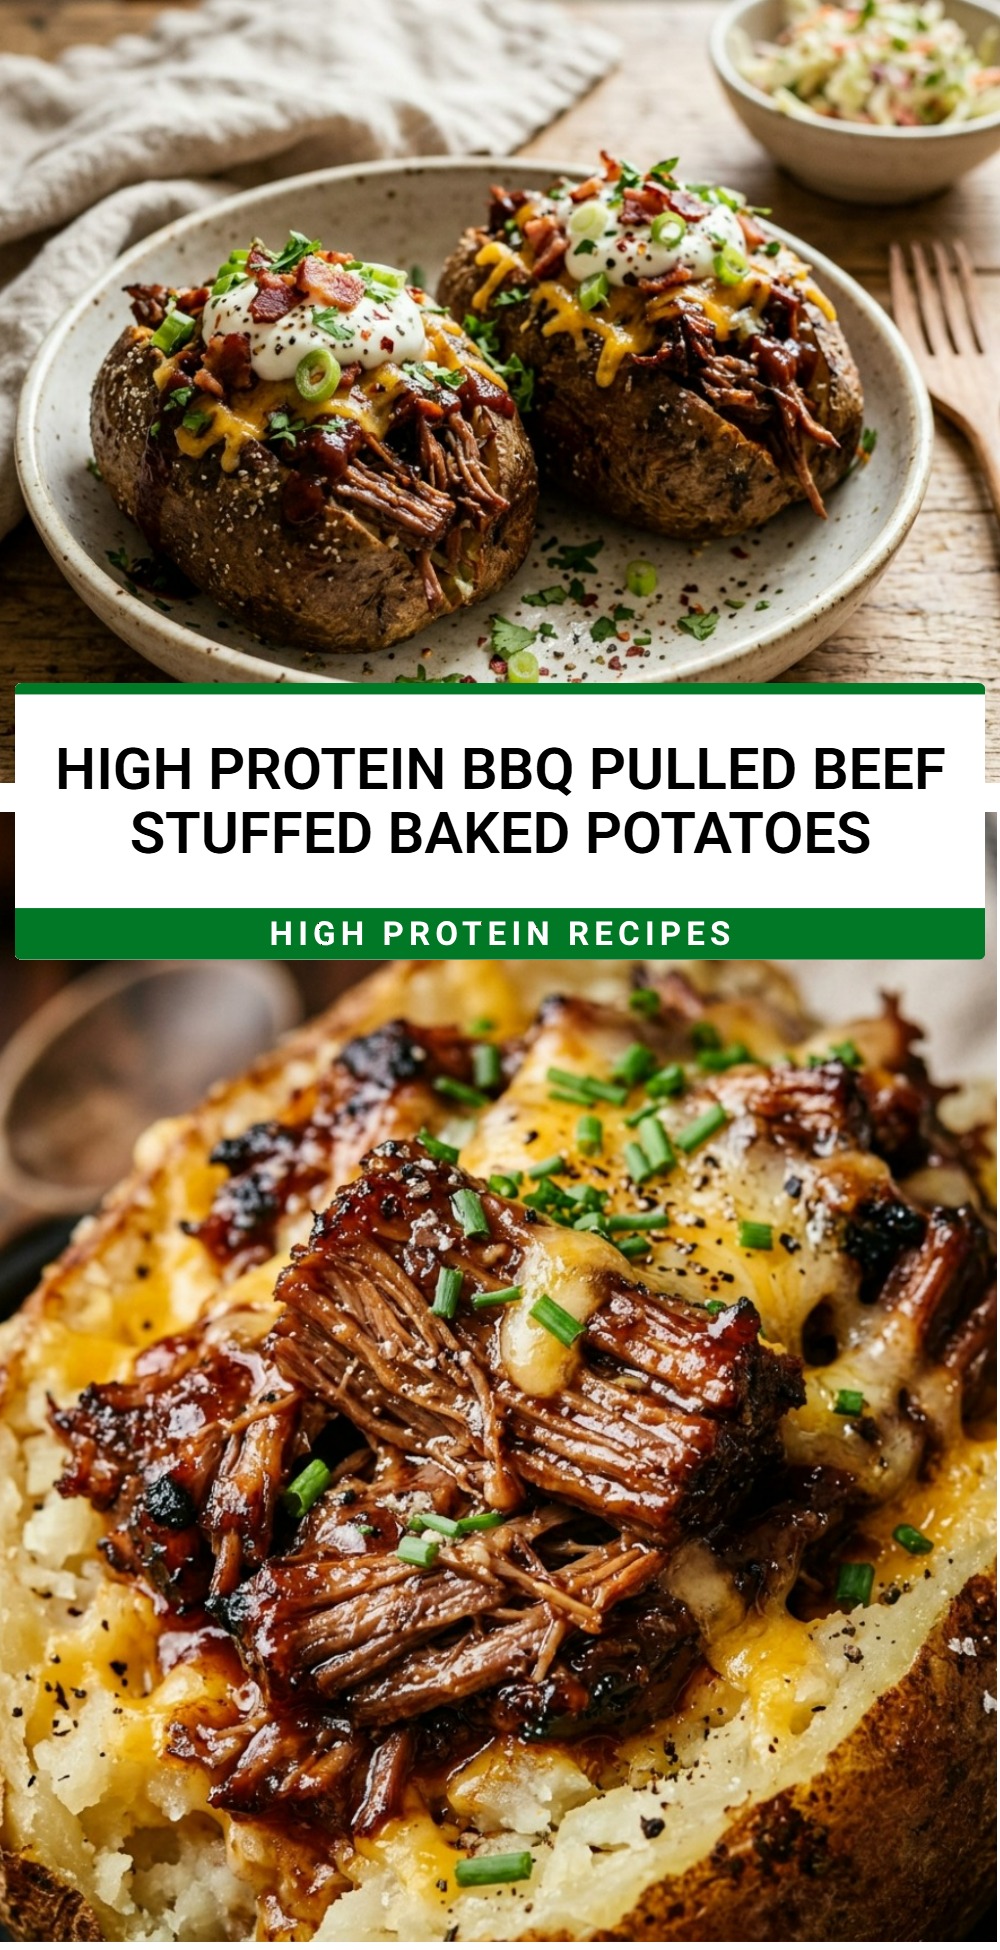 HIGH PROTEIN BBQ PULLED BEEF
STUFFED BAKED POTATOES
HIGH PROTEIN RECIPES